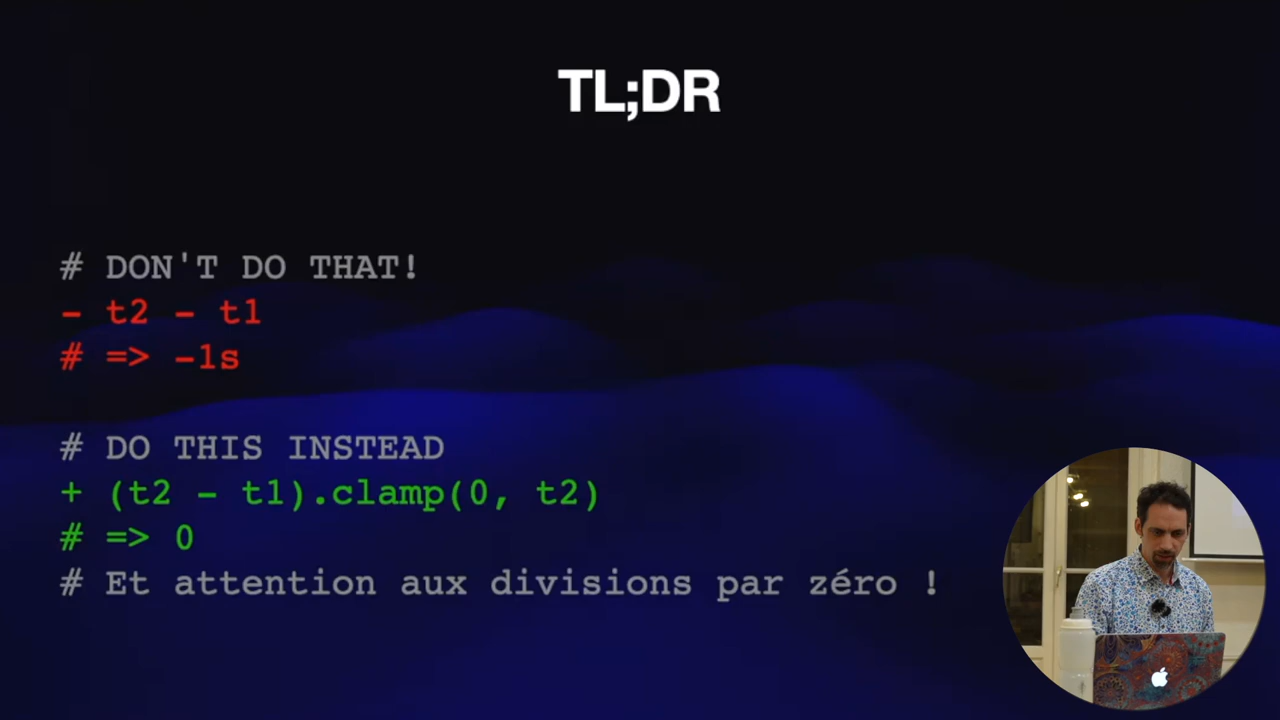 TL;DR
# DON'T DO THAT!
- t2 - t1
# => -1s
# DO THIS INSTEAD
+ (t2 - t1).clamp(0, t2)
# => 0
# Et attention aux divisions par zéro !